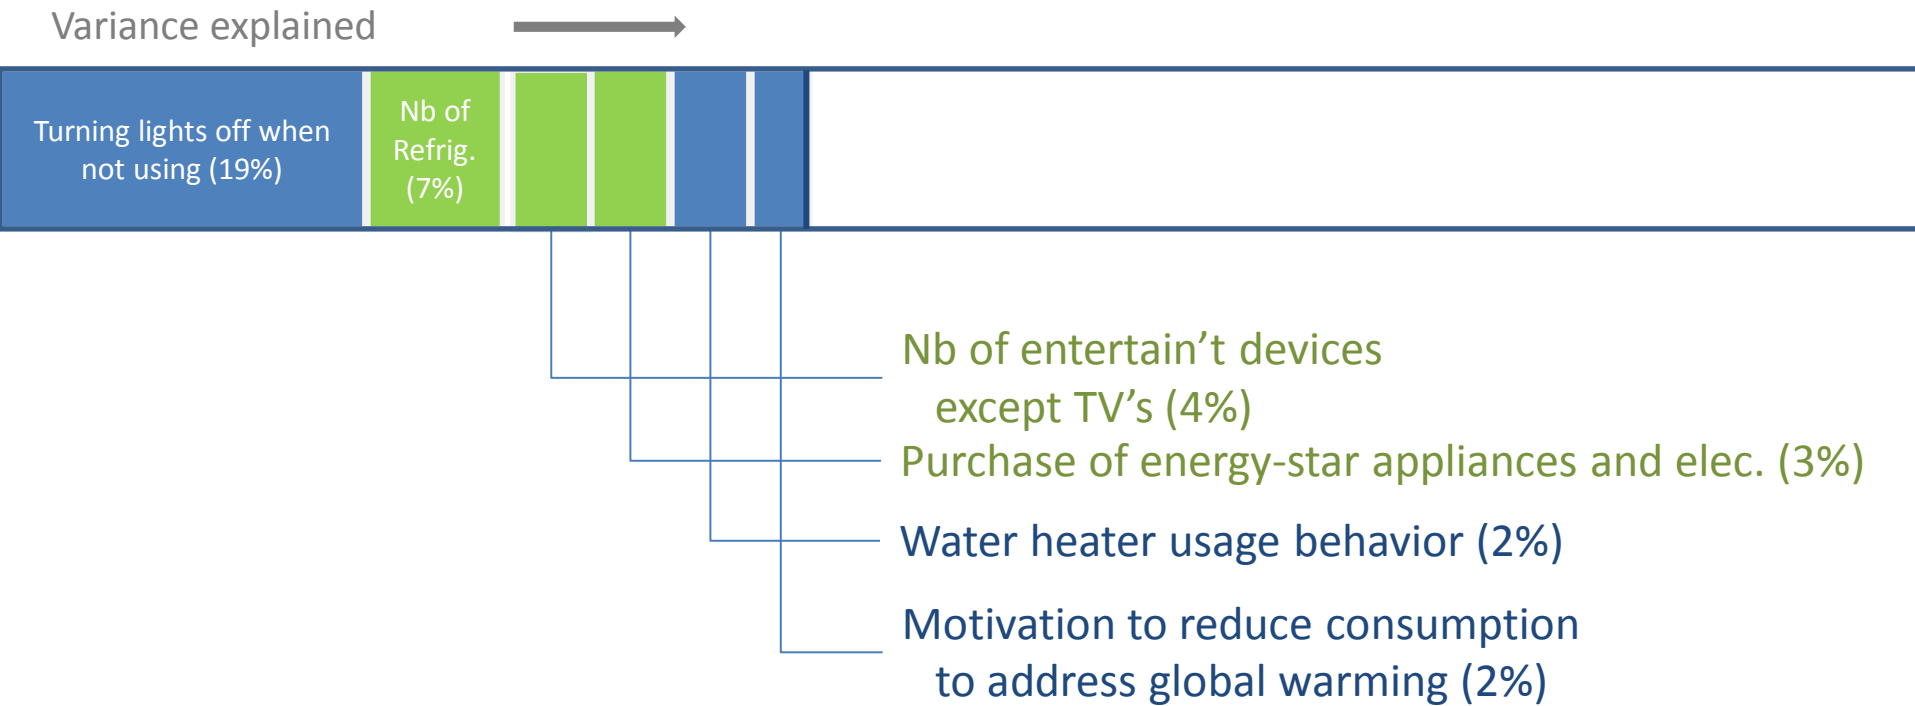 Variance explained
Turning lights off when
not using (19%)
Nb of
Refrig.
(7%)
Nb of entertain’t devices
except TV’s (4%)
Purchase of energy-star appliances and elec. (3%)
Water heater usage behavior (2%)
Motivation to reduce consumption
to address global warming (2%)